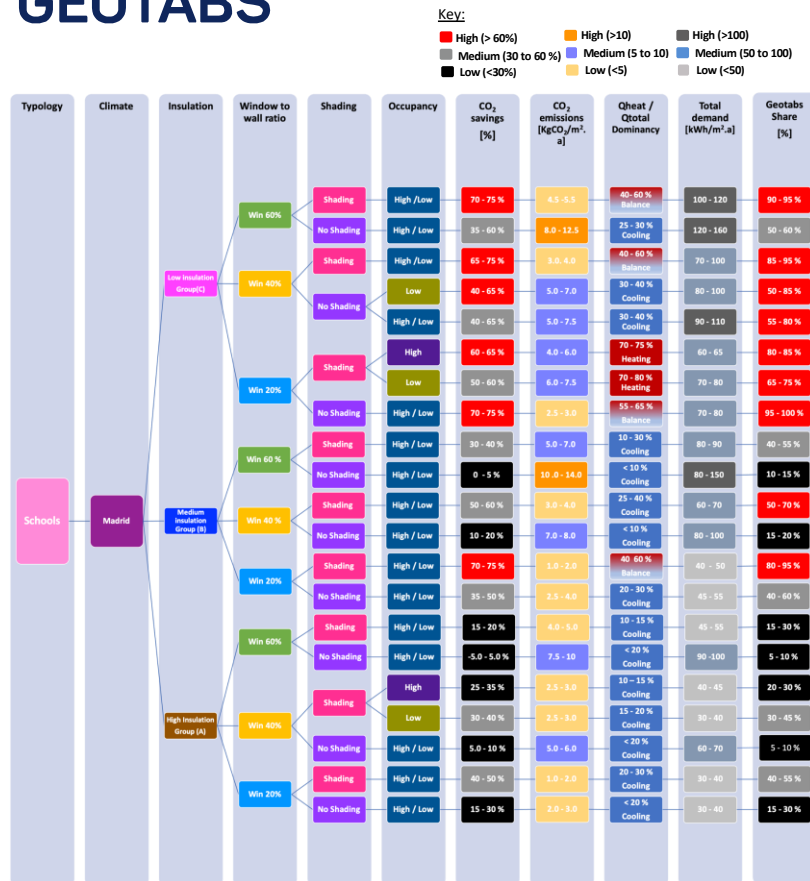 GEOTABS
Key:
High (> 60%)
High (>10)
High (>100)
Medium (30 to 60 %)
Medium (5 to 10)
Medium (50 to 100)
Low (<30%)
Low (<5)
Low (<50)
Typology
Climate
Insulation
Window to
wall ratio
Shading
Occupancy
CO2
savings
[%]
CO2
emissions
[KgCO2/m2.
a]
Qheat /
Qtotal
Dominancy
Total
demand
[kWh/m2.a]
Geotabs
Share
[%]
Schools
Madrid
Low Insulation
Group(C)
Win 60%
Shading
High /Low
70 - 75 %
4.5 -5.5
40- 60 %
Balance
100 - 120
90 - 95 %
No Shading
High / Low
35 - 60 %
8.0 - 12.5
25 - 30 %
Cooling
120 - 160
50 - 60 %
Win 40%
Shading
High /Low
65 - 75 %
3.0- 4.0
40 - 60 %
Balance
70 - 100
85 - 95 %
No Shading
Low
40 - 65 %
5.0 - 7.0
30 - 40 %
Cooling
80 - 100
50 - 85 %
High / Low
40 - 65 %
5.0 - 7.5
30 - 40 %
Cooling
90 - 110
55 - 80 %
Win 20%
Shading
High
60 - 65 %
4.0 - 6.0
70 - 75 %
Heating
60 - 65
80 - 85 %
Low
50 - 60 %
6.0 - 7.5
70 - 80 %
Heating
70 - 80
65 - 75 %
No Shading
High / Low
70 - 75 %
2.5 - 3.0
55 - 65 %
Balance
70 - 80
95 - 100 %
Medium
insulation
Group (B)
Win 60 %
Shading
High / Low
30 - 40 %
5.0 - 7.0
10 - 30 %
Cooling
80 - 90
40 - 55 %
No Shading
High / Low
0 - 5 %
10 .0 - 14.0
< 10 %
Cooling
80 - 150
10 - 15 %
Win 40 %
Shading
High / Low
50 - 60 %
3.0 - 4.0
25 - 40 %
Cooling
60 - 70
50 - 70 %
No Shading
High / Low
10 - 20 %
7.0 - 8.0
< 10 %
Cooling
80 - 100
15 - 20 %
Win 20%
Shading
High / Low
70 - 75 %
1.0 - 2.0
40 60 %
Balance
40 - 50
80 - 95 %
No Shading
High / Low
35 - 50 %
2.5 - 4.0
20 - 30 %
Cooling
45 - 55
40 - 60 %
High Insulation
Group (A)
Win 60%
Shading
High / Low
15 - 20 %
4.0 - 5.0
10 - 15 %
Cooling
45 - 55
15 - 30 %
No Shading
High / Low
-5.0 - 5.0 %
7.5 - 10
< 20 %
Cooling
90 -100
5 - 10 %
Win 40%
Shading
High
25 - 35 %
2.5 - 3.0
10 – 15 %
Cooling
40 - 45
20 - 30 %
Low
30 - 40 %
2.5 - 3.0
15 - 20 %
Cooling
30 - 40
30 - 45 %
No Shading
High / Low
5.0 - 10 %
5.0 - 6.0
< 20 %
Cooling
60 - 70
5 - 10 %
Win 20%
Shading
High / Low
40 - 50 %
1.0 - 2.0
20 - 30 %
Cooling
30 - 40
40 - 55 %
No Shading
High / Low
15 - 30 %
2.0 - 3.0
< 20 %
Cooling
30 - 40
15 - 30 %